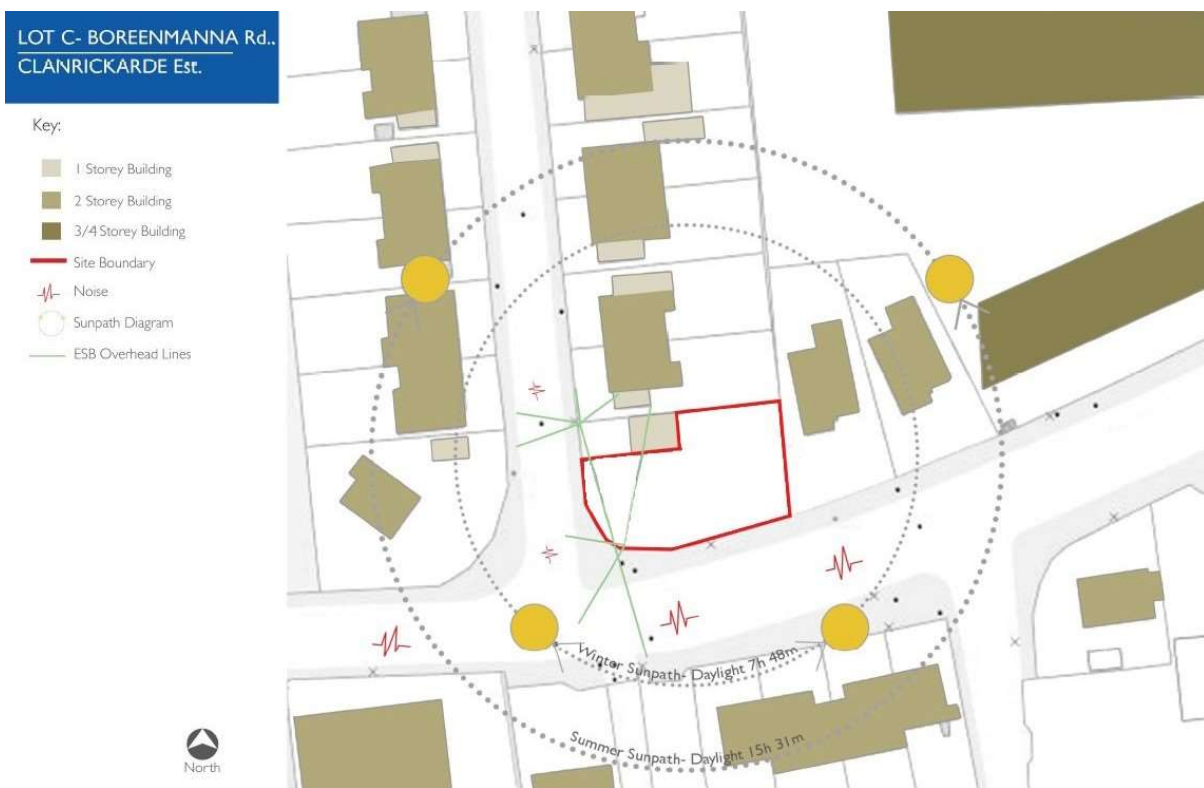 LOT C- BOREENMANNA Rd..
CLANRICKARDE Est.
Key:
1 Storey Building
2 Storey Building
3/4 Storey Building
Site Boundary
Noise
Sunpath Diagram
ESB Overhead Lines
Winter Sunpath- Daylight 7h 48m
Summer Sunpath- Daylight 15h 31m
North